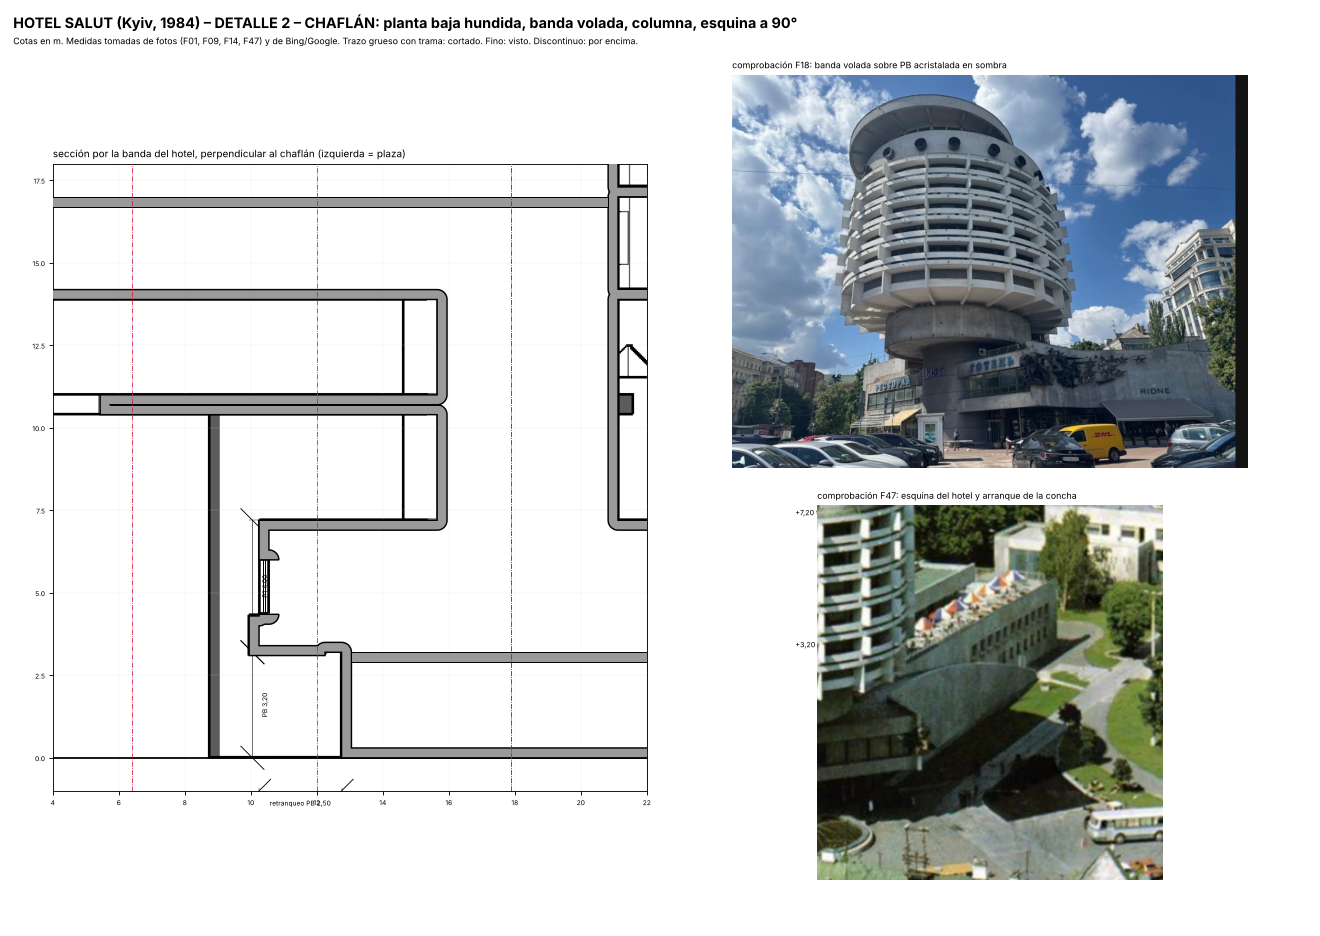 HOTEL SALUT (Kyiv, 1984) – DETALLE 2 – CHAFLÁN: planta baja hundida, banda volada, columna, esquina a 90°
Cotas en m. Medidas tomadas de fotos (F01, F09, F14, F47) y de Bing/Google. Trazo grueso con trama: cortado. Fino: visto. Discontinuo: por encima.
sección por la banda del hotel, perpendicular al chaflán (izquierda = plaza)
17.5
15.0
12.5
10.0
7.5
5.0
2.5
0.0
PB 3,20
4
6
8
10
12
14
16
18
20
22
retranqueo PB 2,50
comprobación F18: banda volada sobre PB acristalada en sombra
РЕСТОРАН
ГОТЕЛЬ
RIDNE
DHL
comprobación F47: esquina del hotel y arranque de la concha
+7,20
+3,20